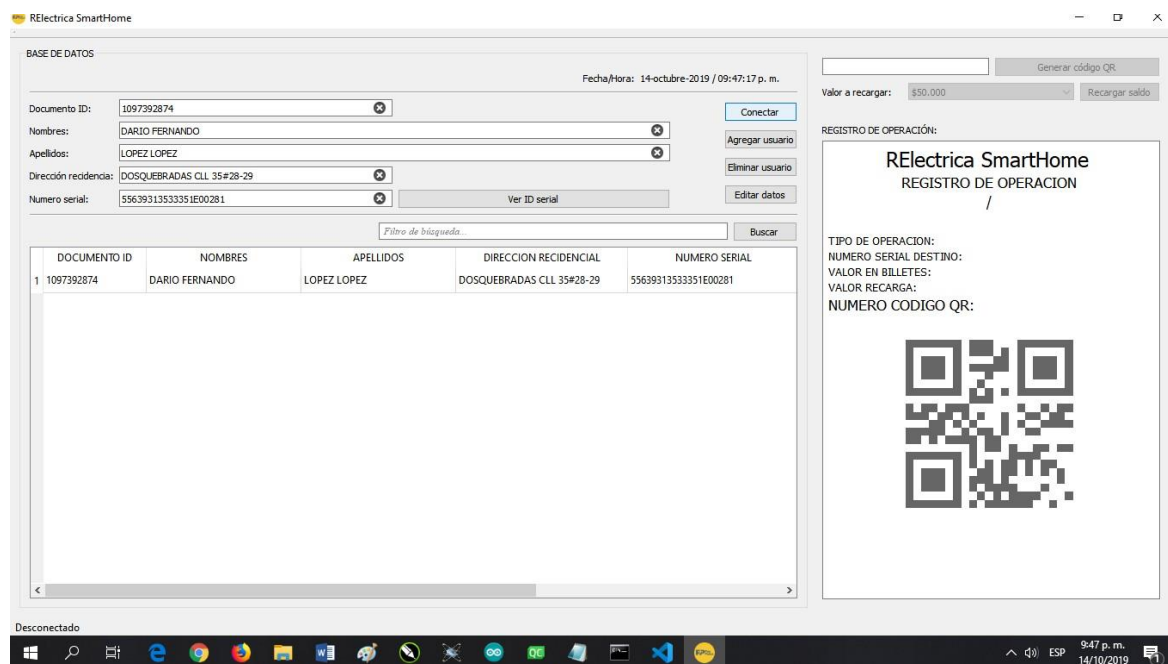 RElectrica SmartHome
BASE DE DATOS
Fecha/Hora: 14-octubre-2019 / 09:47:17 p. m.
Documento ID: 1097392874
Conectar
Nombres: DARIO FERNANDO
Agregar usuario
Apellidos: LOPEZ LOPEZ
Eliminar usuario
Dirección residencia: DOSQUEBRADAS CLL 35#28-29
Numero serial: 55639313533351E00281 Ver ID serial
Editar datos
Filtro de búsqueda... Buscar
DOCUMENTO ID NOMBRES APELLIDOS DIRECCION RECIDENCIAL NUMERO SERIAL
1 1097392874 DARIO FERNANDO LOPEZ LOPEZ DOSQUEBRADAS CLL 35#28-29 55639313533351E00281
Generar código QR
Valor a recargar: $50.000 Recargar saldo
REGISTRO DE OPERACIÓN:
RElectrica SmartHome
REGISTRO DE OPERACION
/
TIPO DE OPERACION:
NUMERO SERIAL DESTINO:
VALOR EN BILLETES:
VALOR RECARGA:
NUMERO CODIGO QR:
Desconectado
ESP
9:47 p. m.
14/10/2019